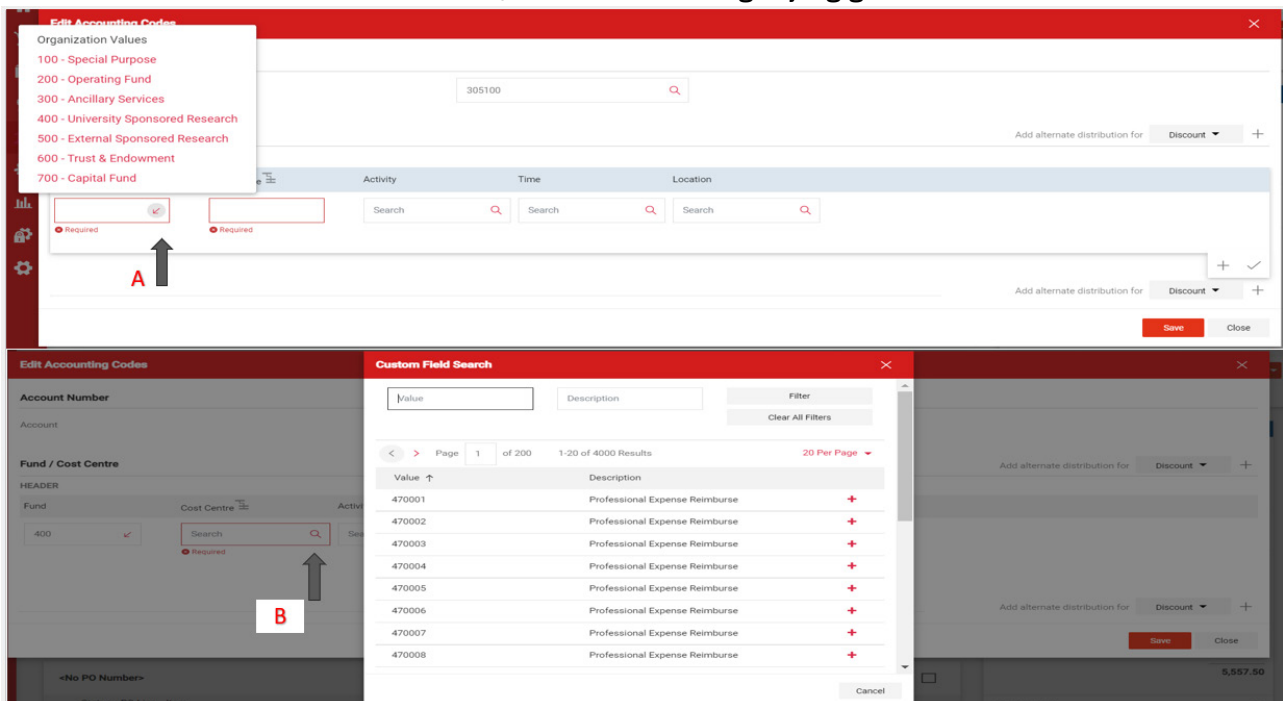 Edit Accounting Codes
Organization Values
100 - Special Purpose
200 - Operating Fund
300 - Ancillary Services
400 - University Sponsored Research
500 - External Sponsored Research
600 - Trust & Endowment
700 - Capital Fund
305100
Add alternate distribution for Discount
Activity Time Location
Search Search Search
Required Required
A
Add alternate distribution for Discount
Save Close
Edit Accounting Codes
Account Number
Account
Fund / Cost Centre
Add alternate distribution for Discount
HEADER
Fund Cost Centre Activi
400 Search Sea
Required
B
Add alternate distribution for Discount
Save Close
<No PO Number>
5,557.50
Custom Field Search
Value Description Filter
Clear All Filters
Page 1 of 200 1-20 of 4000 Results 20 Per Page
Value Description
470001 Professional Expense Reimburse
470002 Professional Expense Reimburse
470003 Professional Expense Reimburse
470004 Professional Expense Reimburse
470005 Professional Expense Reimburse
470006 Professional Expense Reimburse
470007 Professional Expense Reimburse
470008 Professional Expense Reimburse
Cancel